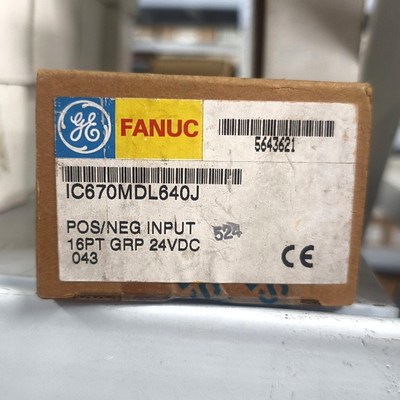 GE FANUC
5643621
IC670MDL640J
POS/NEG INPUT
524
16PT GRP 24VDC
043
CE